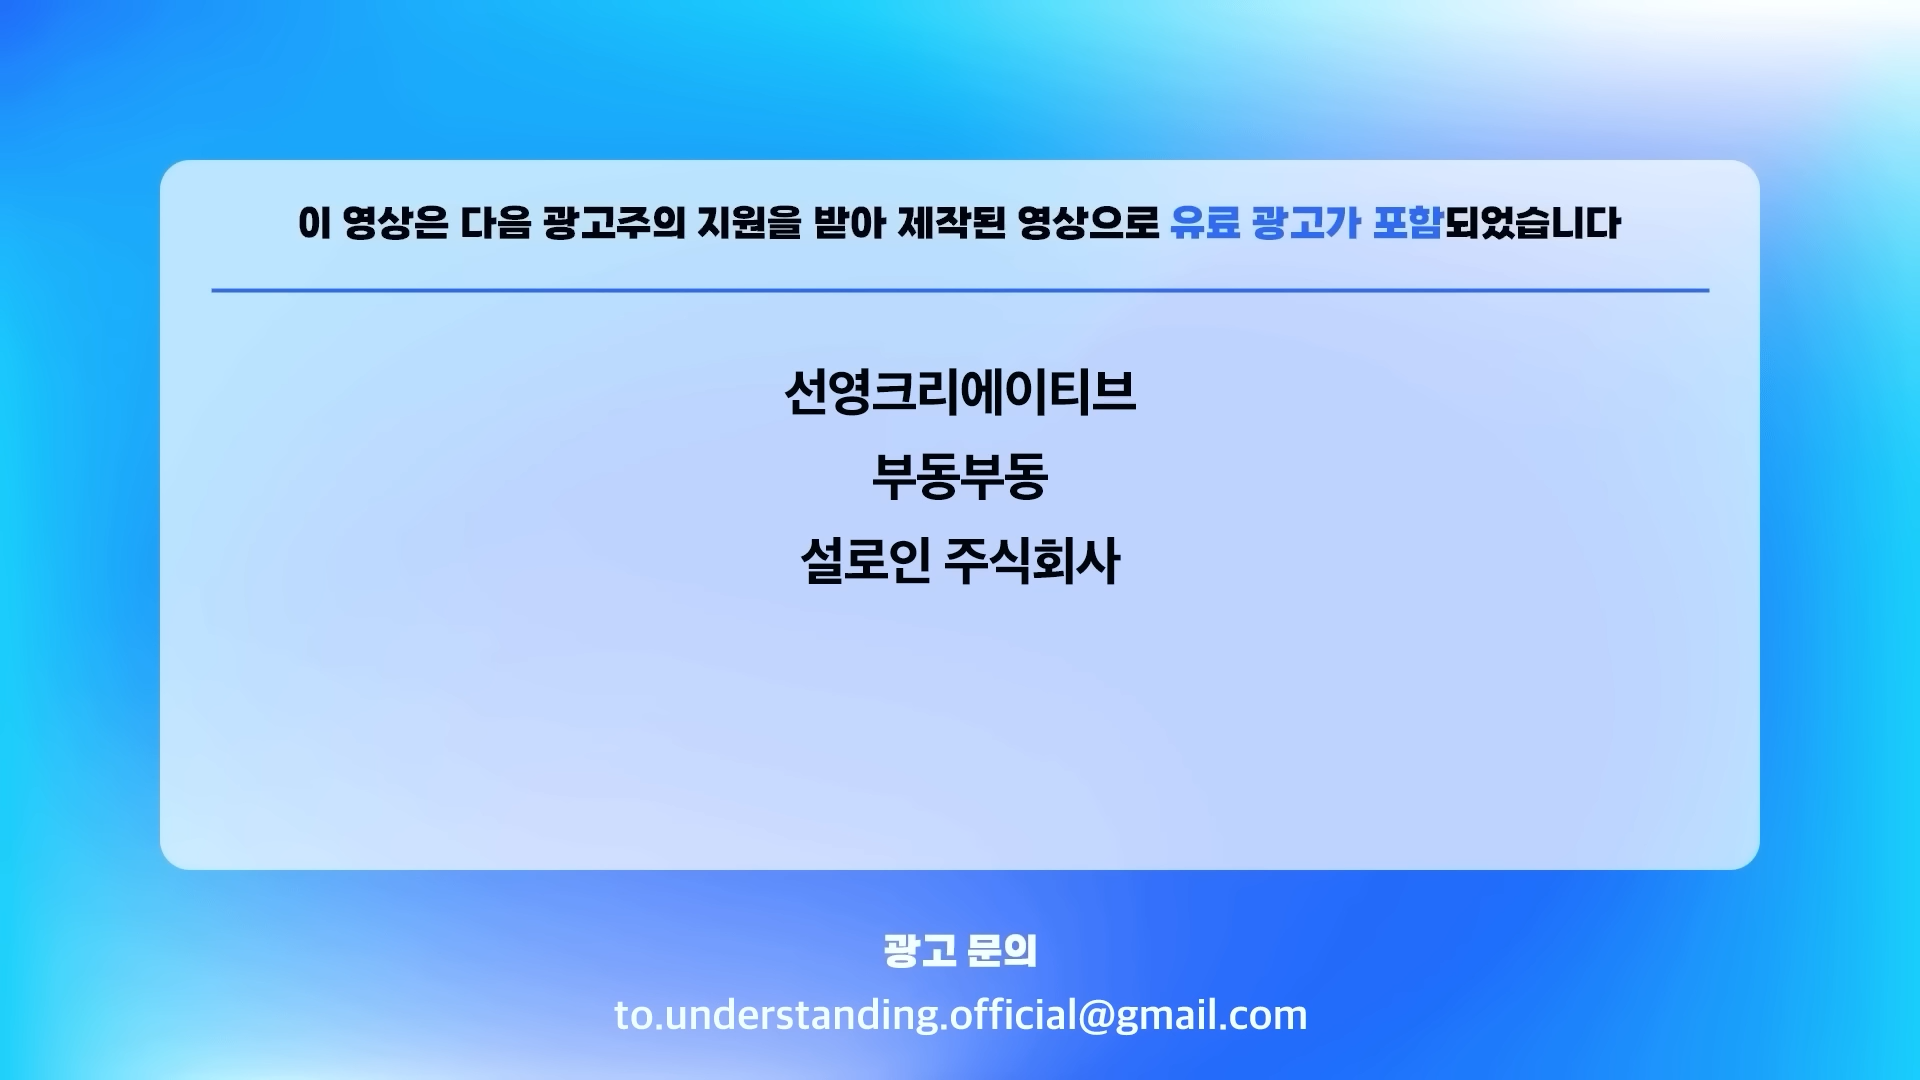 이 영상은 다음 광고주의 지원을 받아 제작된 영상으로 유료 광고가 포함되었습니다
선영크리에이티브
부동부동
설로인 주식회사
광고 문의
to.understanding.official@gmail.com